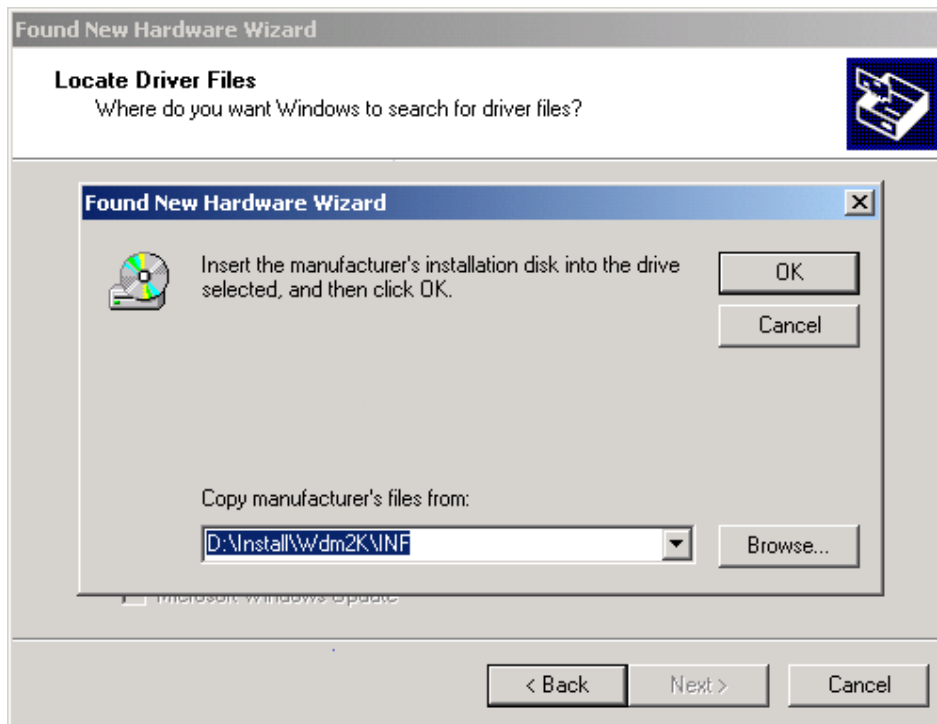 Found New Hardware Wizard
Locate Driver Files
Where do you want Windows to search for driver files?
Found New Hardware Wizard
Insert the manufacturer's installation disk into the drive
selected, and then click OK.
OK
Cancel
Copy manufacturer's files from:
D:\Install\Wdm2K\INF
Browse...
Microsoft Windows Update
< Back
Next >
Cancel